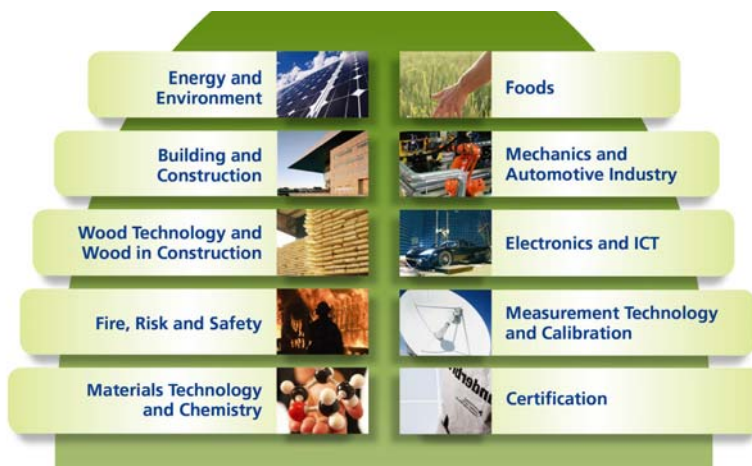 Energy and
Environment
Building and
Construction
Wood Technology and
Wood in Construction
Fire, Risk and Safety
Materials Technology
and Chemistry
Foods
Mechanics and
Automotive Industry
Electronics and ICT
Measurement Technology
and Calibration
Certification